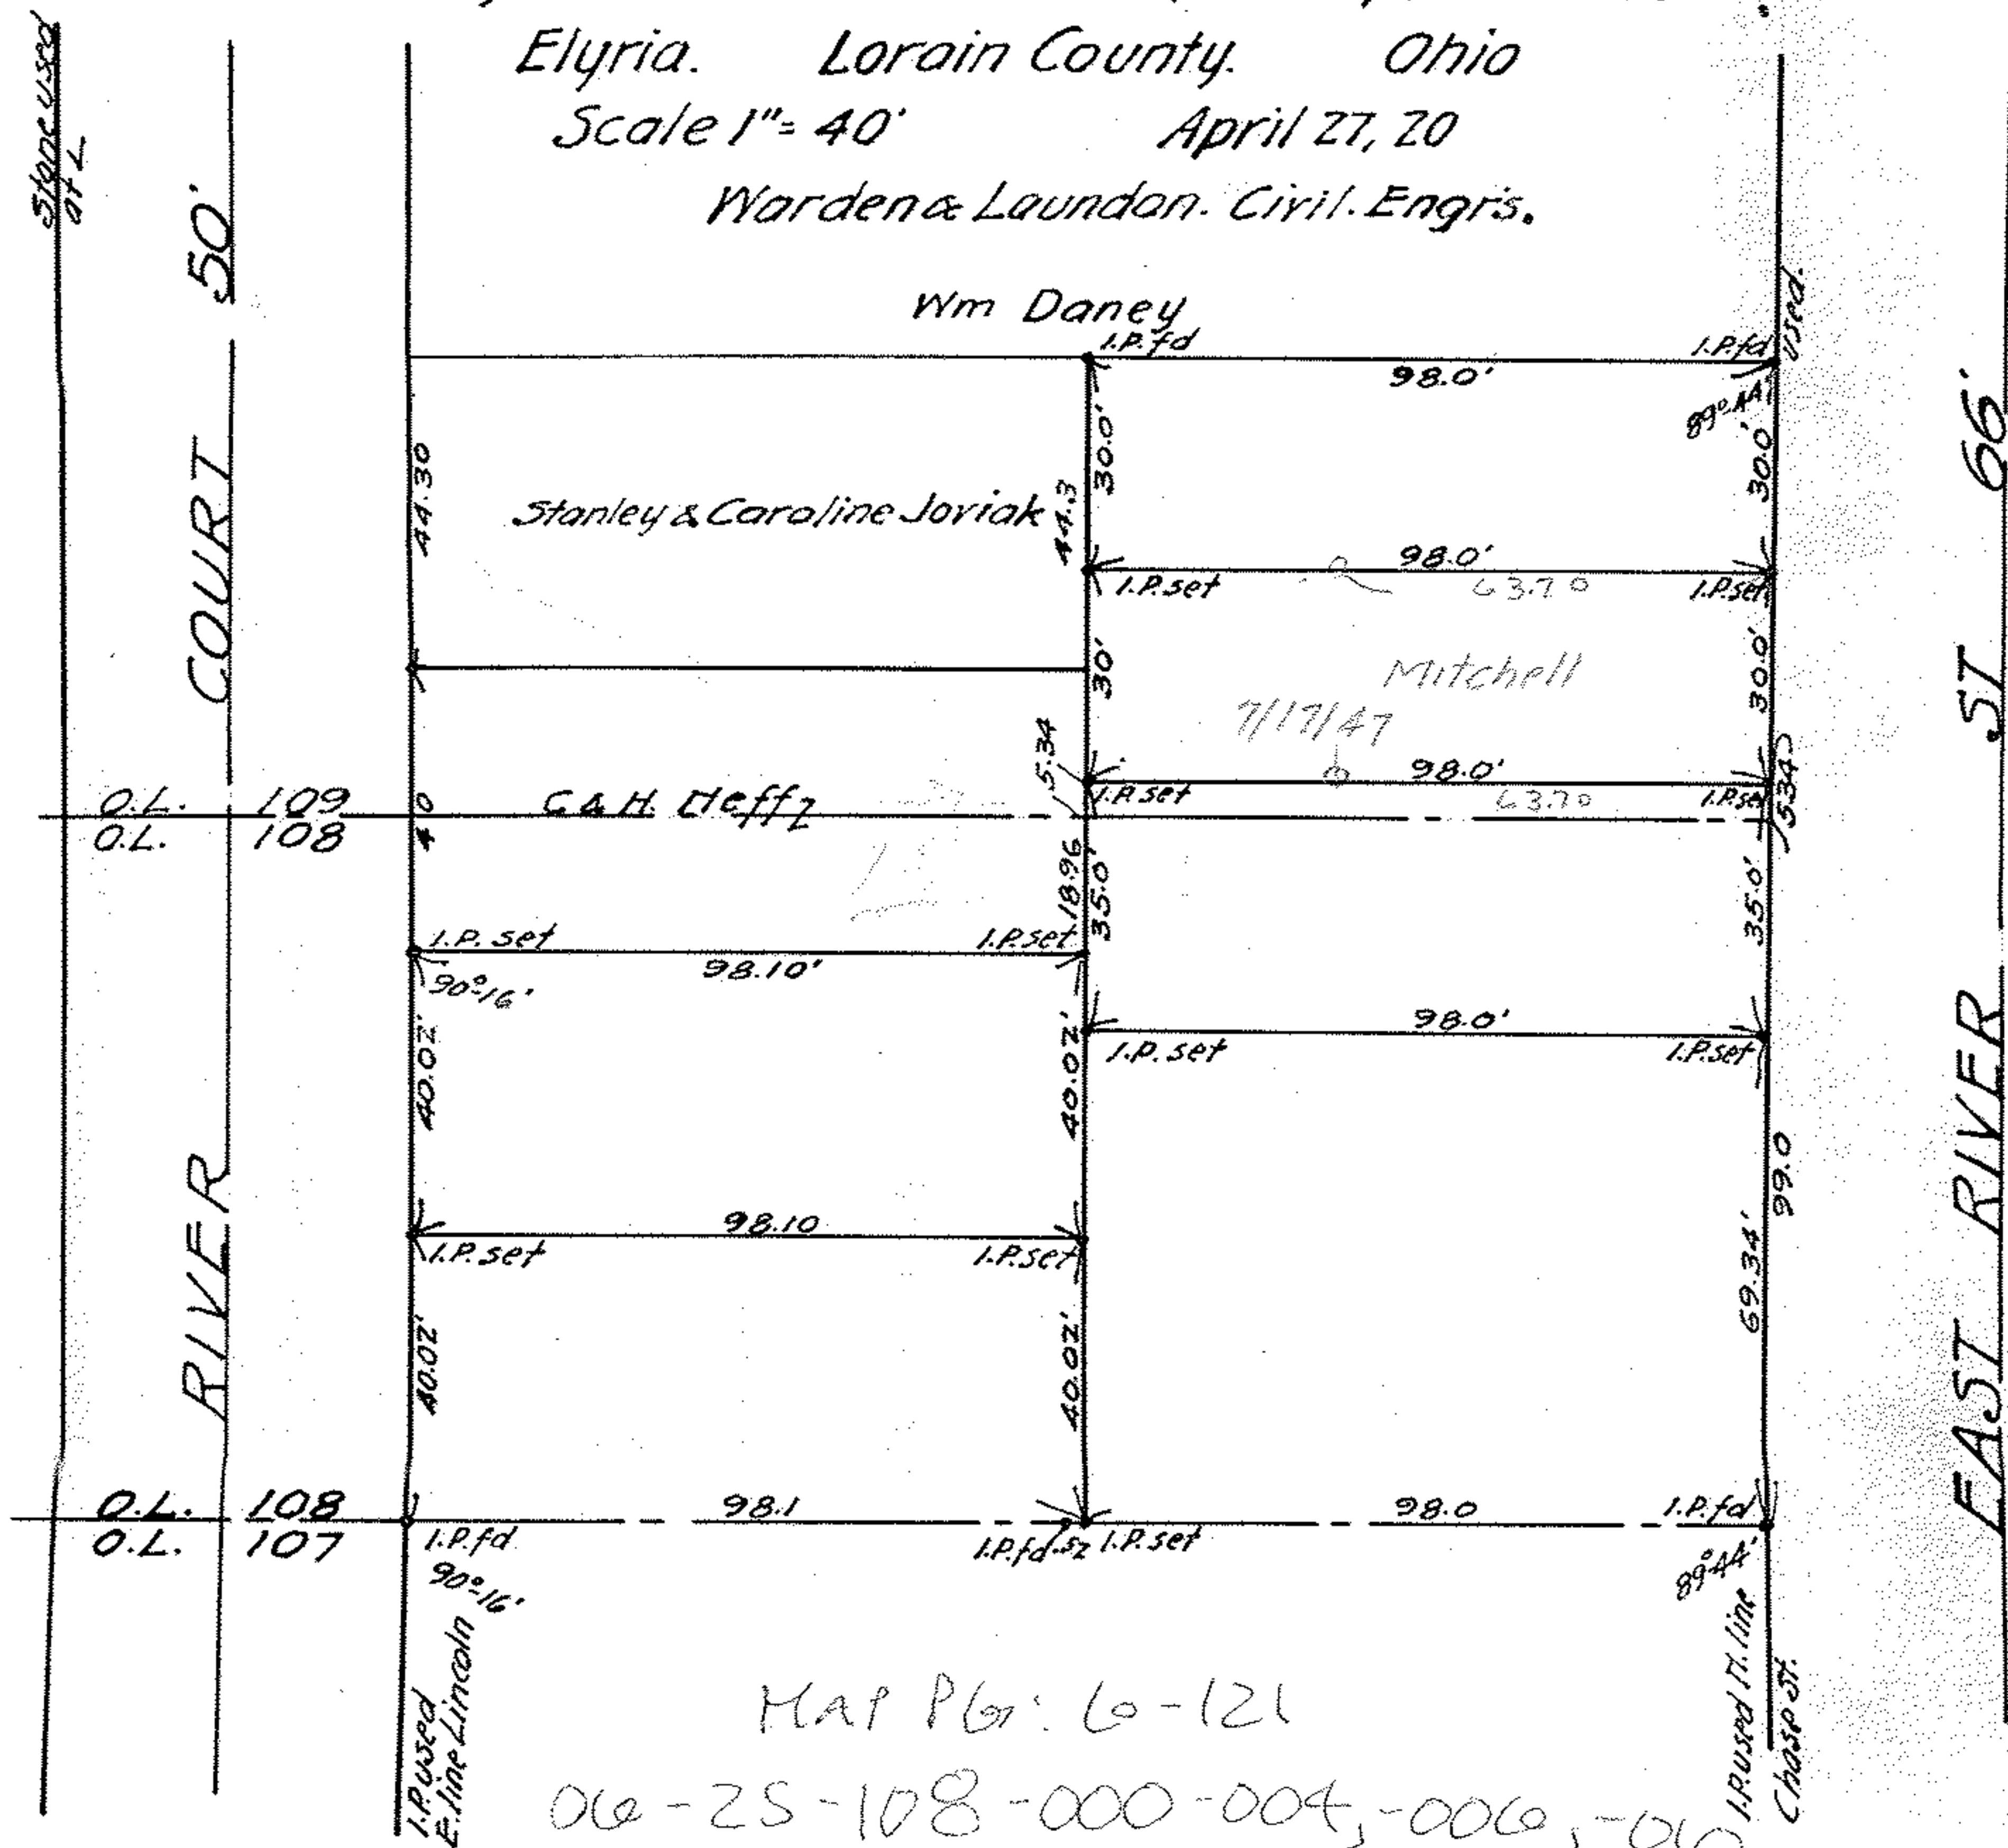 Elyria. Lorain County. Ohio
Scale 1"= 40' April 27, 20
Warden & Laundon. Civil. Engr's.
Stone used
at L
RIVER COURT 50'
EAST RIVER ST 66'
Wm Daney
I.P.fd
I.P.fd
used.
98.0'
89°44'
44.30
44.3
30.0'
30.0'
Stanley & Caroline Joviak
98.0'
I.P.set
63.70
I.P.set
30'
30.0'
Mitchell
7/17/47
5.34
98.0'
I.P.set
63.70
I.P.set
5.34
O.L. 109
O.L. 108
40
C & H. Neffz
18.96
35.0'
35.0'
I.P. set
I.P.set
98.10'
90°16'
98.0'
I.P. set
I.P.set
40.02'
40.02'
99.0
69.34'
98.10
I.P.set
I.P.set
40.02'
40.02'
O.L. 108
O.L. 107
98.1
98.0
I.P.fd
I.P.fd .52 I.P.set
I.P.fd
90°16'
89°44'
I.P.used
E.line Lincoln
I.P.used N.line
Chase St.
MAP PG: 6-121
06-25-108-000-004,-006,